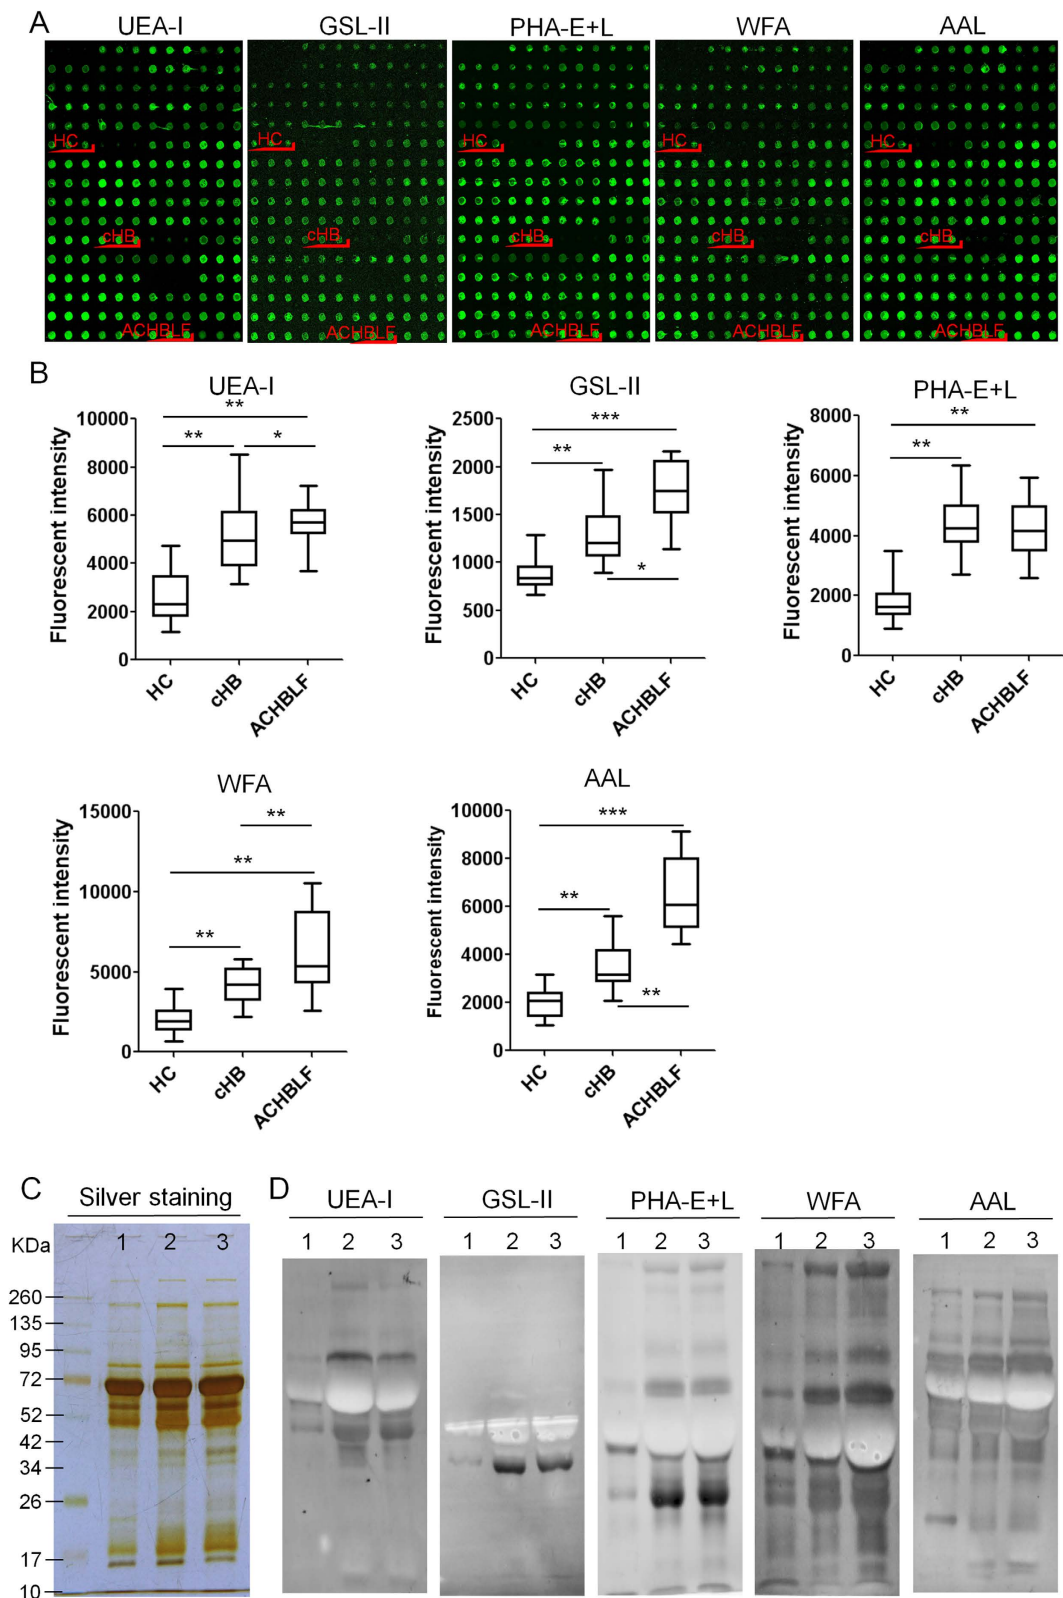 A
UEA-I GSL-II PHA-E+L WFA AAL
HC HC HC HC HC
cHB cHB cHB cHB cHB
ACHBLF ACHBLF ACHBLF ACHBLF ACHBLF
B
UEA-I
Fluorescent intensity
10000
8000
6000
4000
2000
0
** ** *
HC cHB ACHBLF
GSL-II
Fluorescent intensity
2500
2000
1500
1000
500
0
*** ** *
HC cHB ACHBLF
PHA-E+L
Fluorescent intensity
8000
6000
4000
2000
0
** **
HC cHB ACHBLF
WFA
Fluorescent intensity
15000
10000
5000
0
** ** **
HC cHB ACHBLF
AAL
Fluorescent intensity
10000
8000
6000
4000
2000
0
*** ** **
HC cHB ACHBLF
C
Silver staining
KDa 1 2 3
260
135
95
72
52
42
34
26
17
10
D
UEA-I GSL-II PHA-E+L WFA AAL
1 2 3 1 2 3 1 2 3 1 2 3 1 2 3